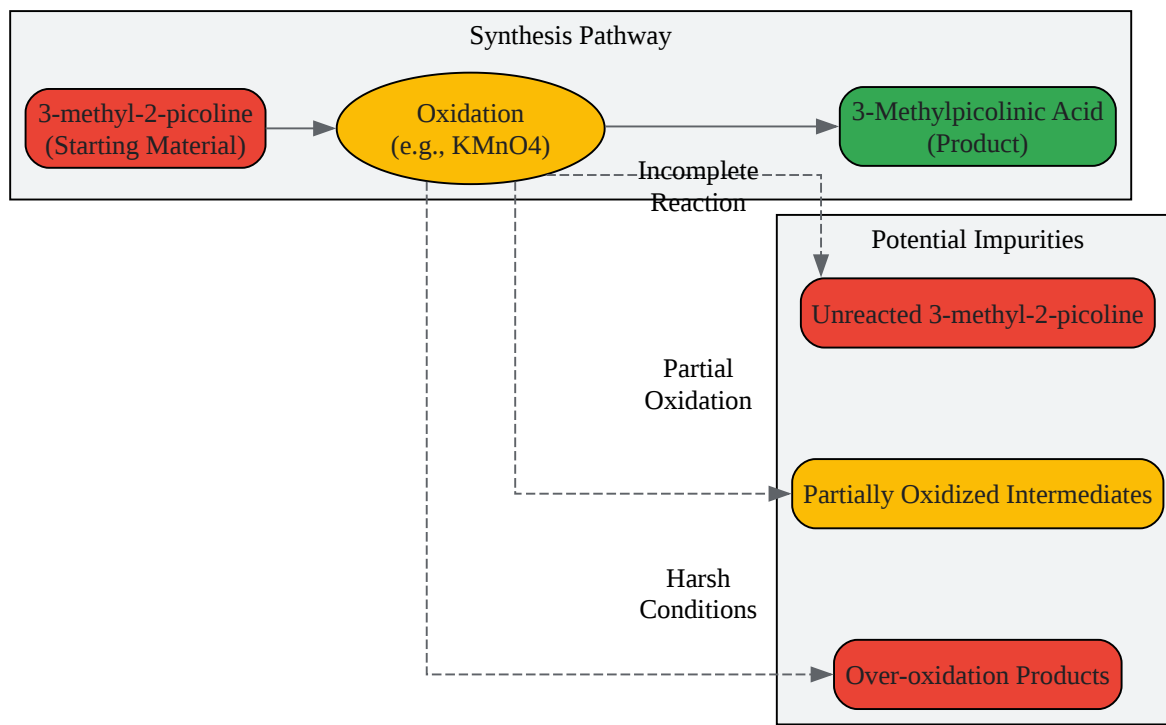 Synthesis Pathway
3-methyl-2-picoline
(Starting Material)
Oxidation
(e.g., KMnO4)
3-Methylpicolinic Acid
(Product)
Incomplete
Reaction
Potential Impurities
Unreacted 3-methyl-2-picoline
Partial
Oxidation
Partially Oxidized Intermediates
Harsh
Conditions
Over-oxidation Products